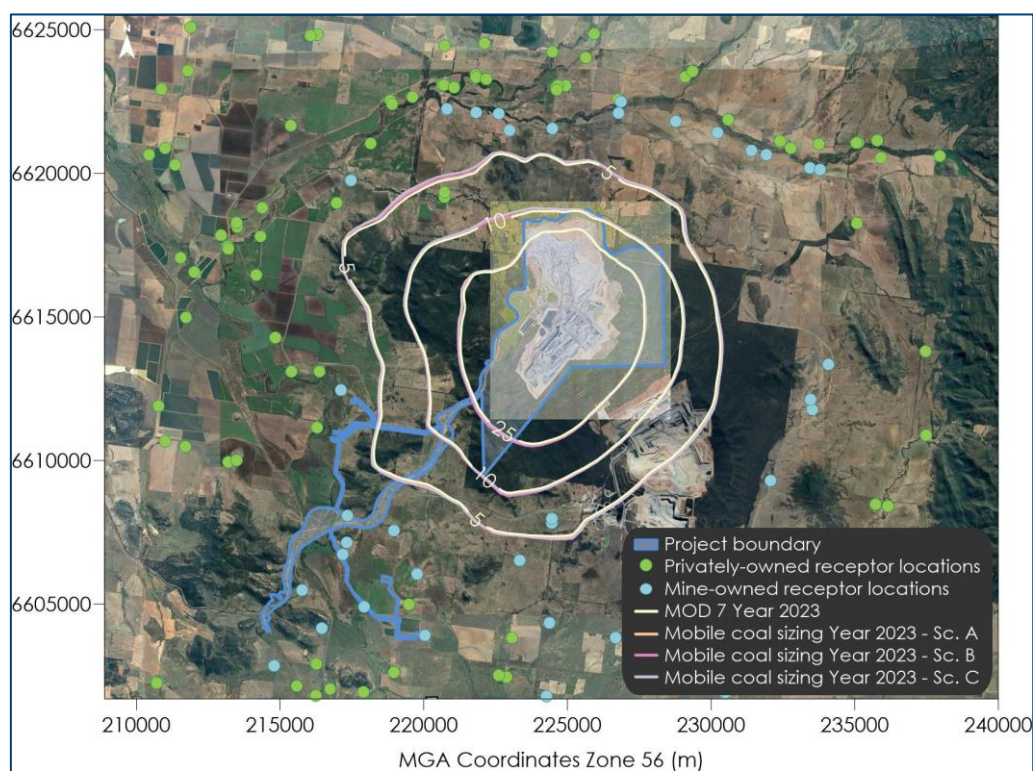 6625000
6620000
6615000
6610000
6605000
5
10
5
25
10
5
Project boundary
Privately-owned receptor locations
Mine-owned receptor locations
MOD 7 Year 2023
Mobile coal sizing Year 2023 - Sc. A
Mobile coal sizing Year 2023 - Sc. B
Mobile coal sizing Year 2023 - Sc. C
210000 215000 220000 225000 230000 235000 240000
MGA Coordinates Zone 56 (m)